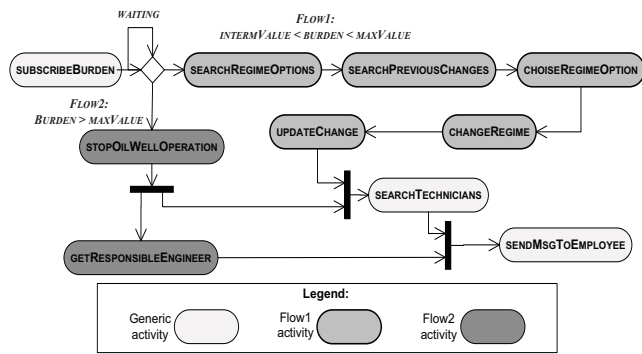 WAITING
FLOW1:
INTERMVALUE < BURDEN < MAXVALUE
SUBSCRIBEBURDEN
SEARCHREGIMEOPTIONS
SEARCHPREVIOUSCHANGES
CHOISEREGIMEOPTION
FLOW2:
BURDEN > MAXVALUE
STOPOILWELLOPERATION
UPDATECHANGE
CHANGEREGIME
SEARCHTECHNICIANS
GETRESPONSIBLEENGINEER
SENDMSGTOEMPLOYEE
Legend:
Generic
activity
Flow1
activity
Flow2
activity